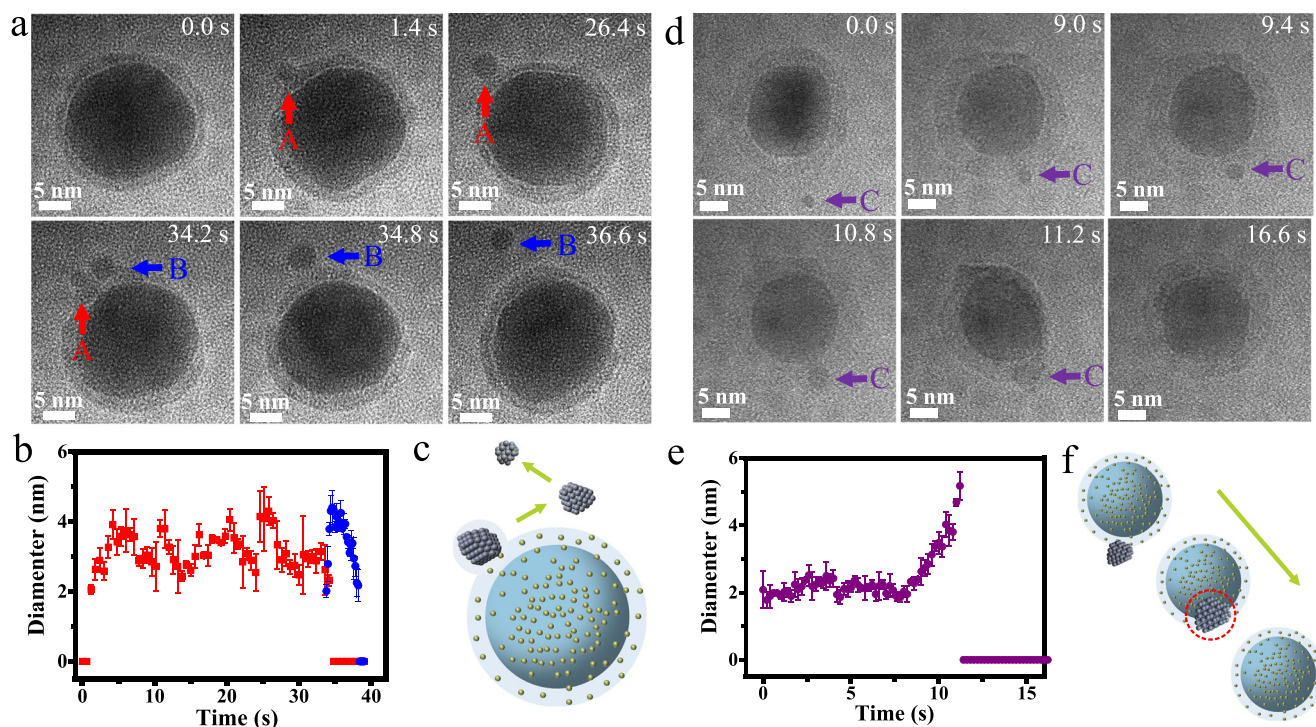 a
0.0 s
1.4 s
26.4 s
A
A
5 nm
5 nm
5 nm
34.2 s
34.8 s
36.6 s
B
B
B
A
5 nm
5 nm
5 nm
b
Diamenter (nm)
6
4
2
0
0
10
20
30
40
Time (s)
c
d
0.0 s
9.0 s
9.4 s
C
C
C
5 nm
5 nm
5 nm
10.8 s
11.2 s
16.6 s
C
C
5 nm
5 nm
5 nm
e
Diamenter (nm)
6
4
2
0
0
5
10
15
Time (s)
f